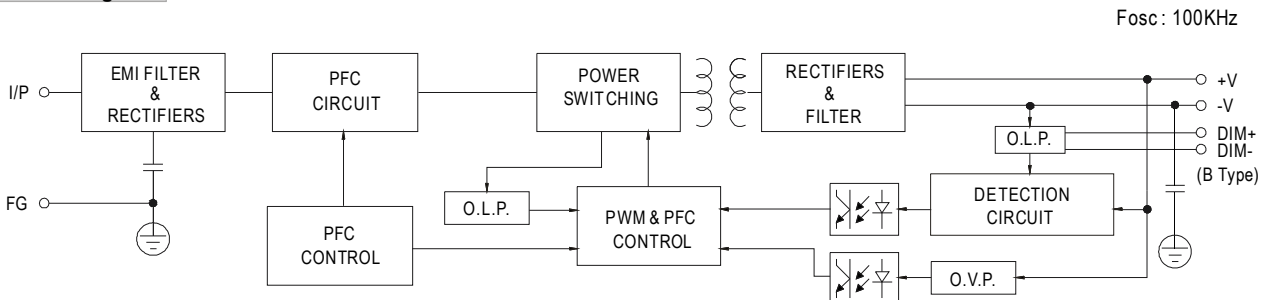 Fosc : 100KHz
I/P
EMI FILTER
&
RECTIFIERS
PFC
CIRCUIT
POWER
SWITCHING
RECTIFIERS
&
FILTER
+V
-V
DIM+
DIM-
(B Type)
O.L.P.
FG
PFC
CONTROL
O.L.P.
PWM & PFC
CONTROL
DETECTION
CIRCUIT
O.V.P.